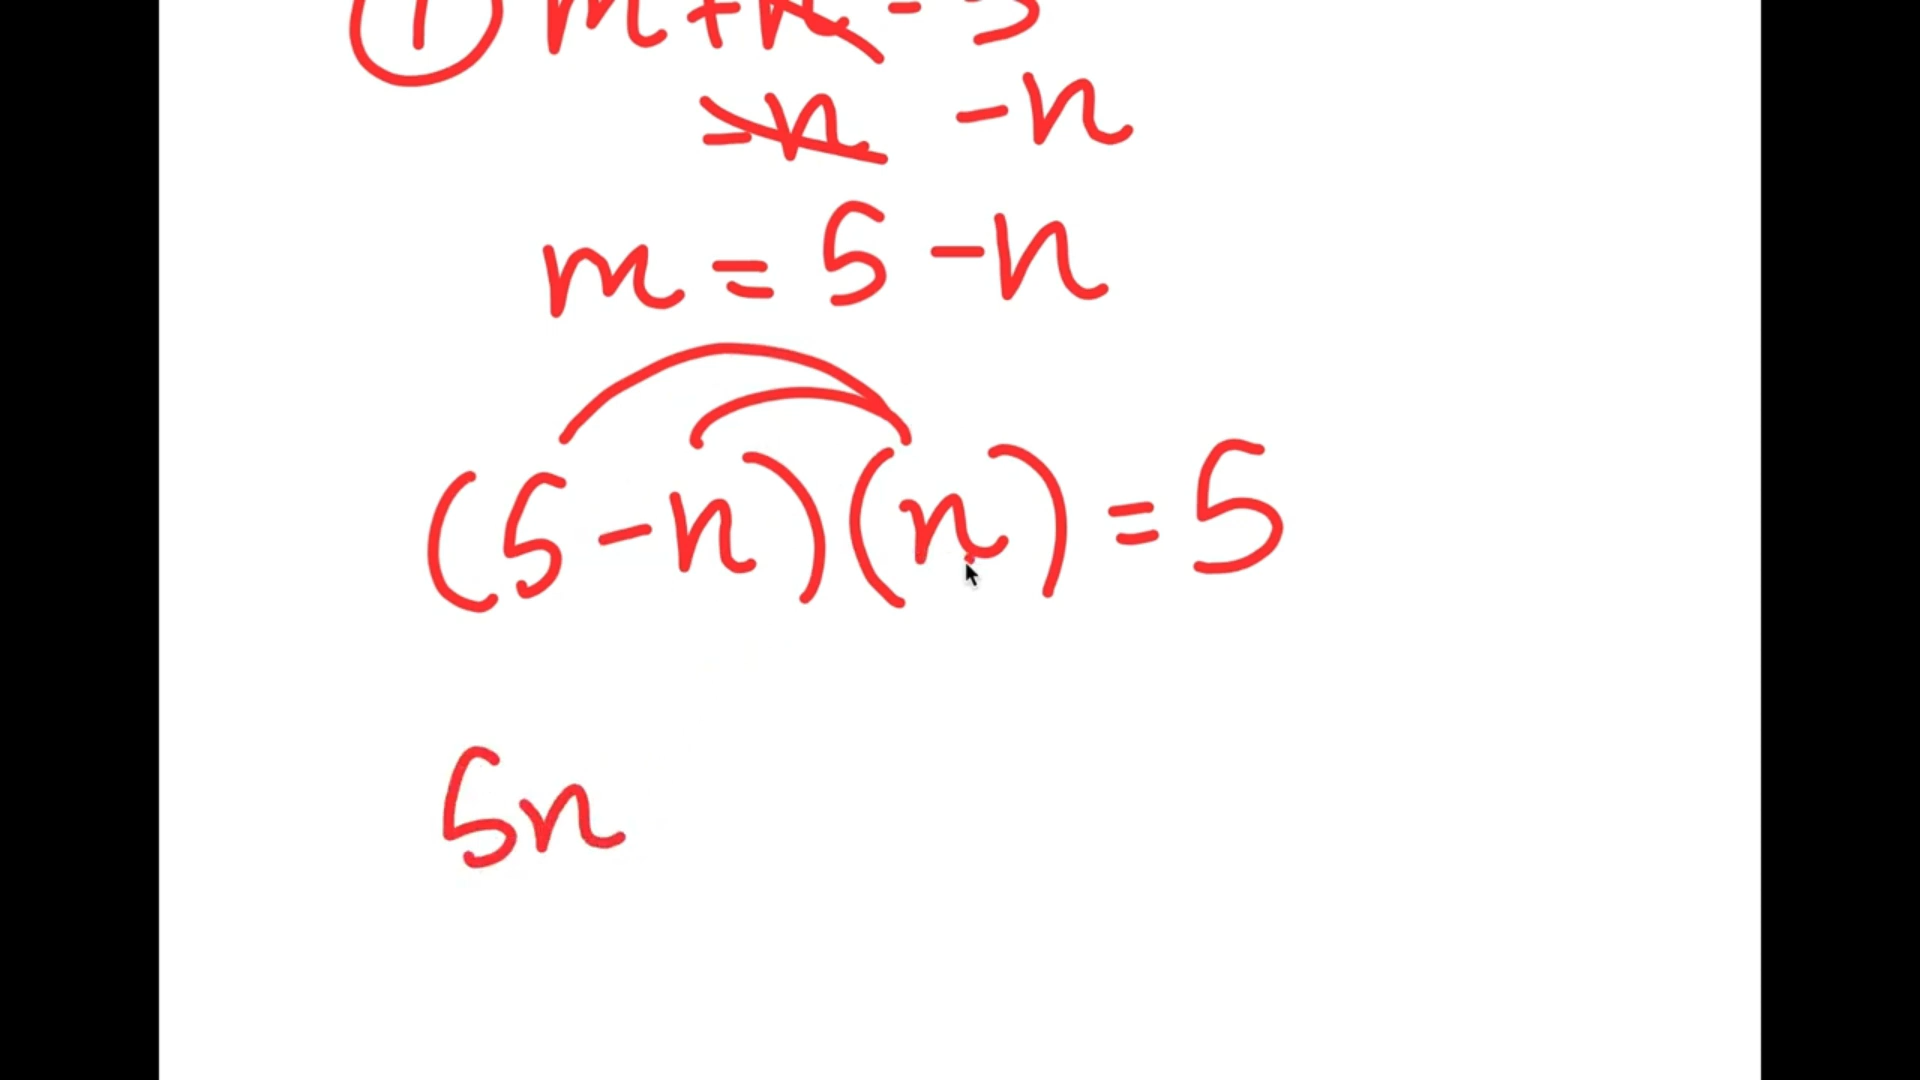 ① m+n=5
-n -n
m=5-n
(5-n)(n)=5
5n